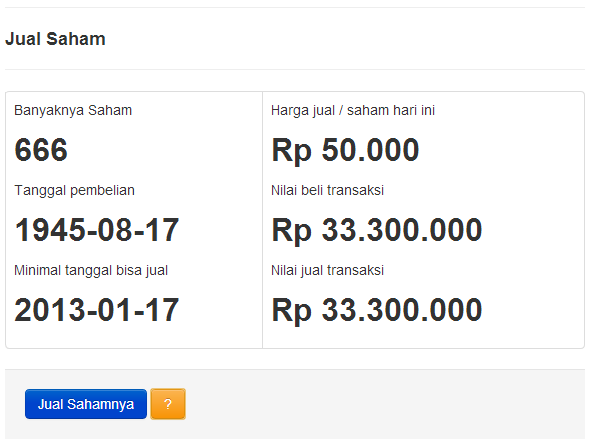 Jual Saham
Banyaknya Saham
666
Tanggal pembelian
1945-08-17
Minimal tanggal bisa jual
2013-01-17
Harga jual / saham hari ini
Rp 50.000
Nilai beli transaksi
Rp 33.300.000
Nilai jual transaksi
Rp 33.300.000
Jual Sahamnya
?